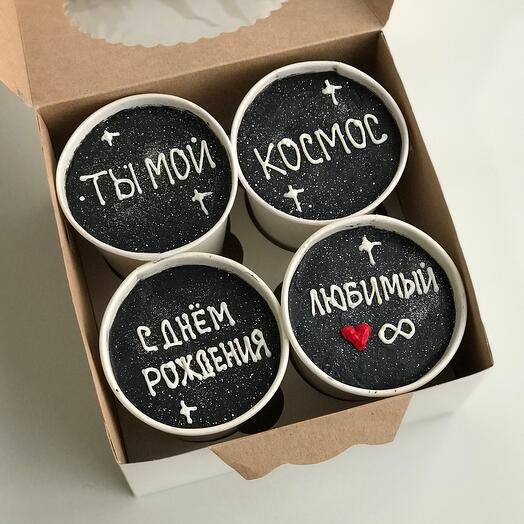 ТЫ МОЙ
КОСМОС
С ДНЁМ
РОЖДЕНИЯ
ЛЮБИМЫЙ